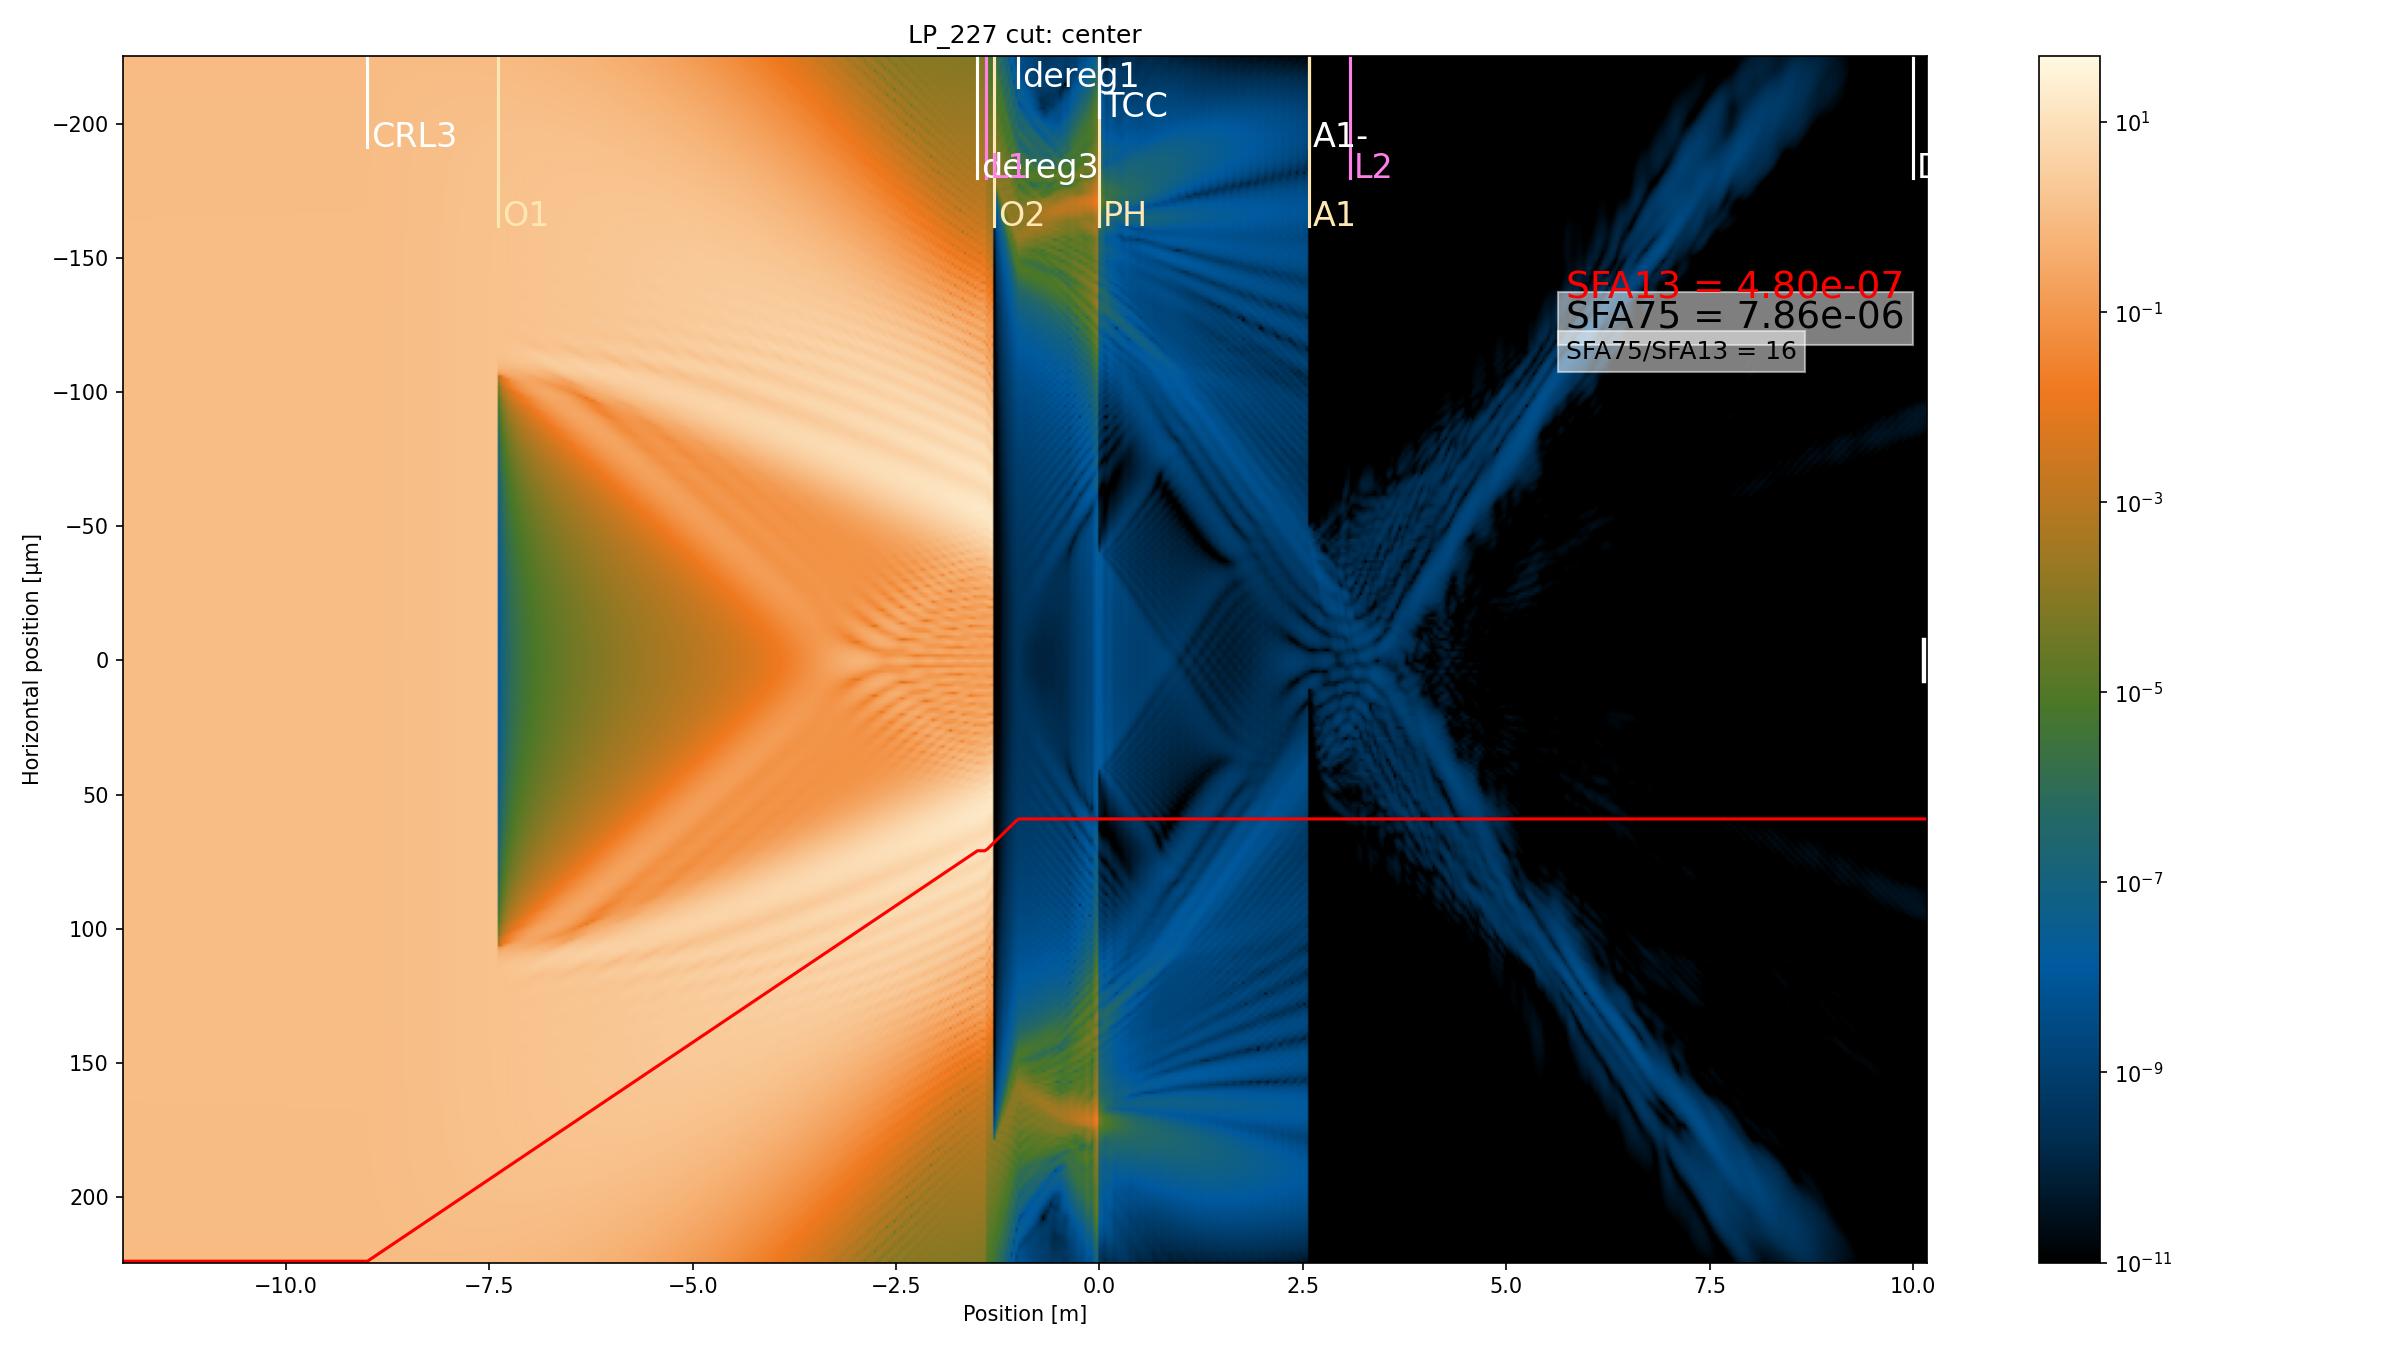 LP_227 cut: center
dereg1
TCC
CRL3
A1-
dereg3
L1
L2
D
O1
O2
PH
A1
SFA13 = 4.80e-07
SFA75 = 7.86e-06
SFA75/SFA13 = 16
−200
−150
−100
−50
0
50
100
150
200
Horizontal position [μm]
−10.0
−7.5
−5.0
−2.5
0.0
2.5
5.0
7.5
10.0
Position [m]
10¹
10⁻¹
10⁻³
10⁻⁵
10⁻⁷
10⁻⁹
10⁻¹¹